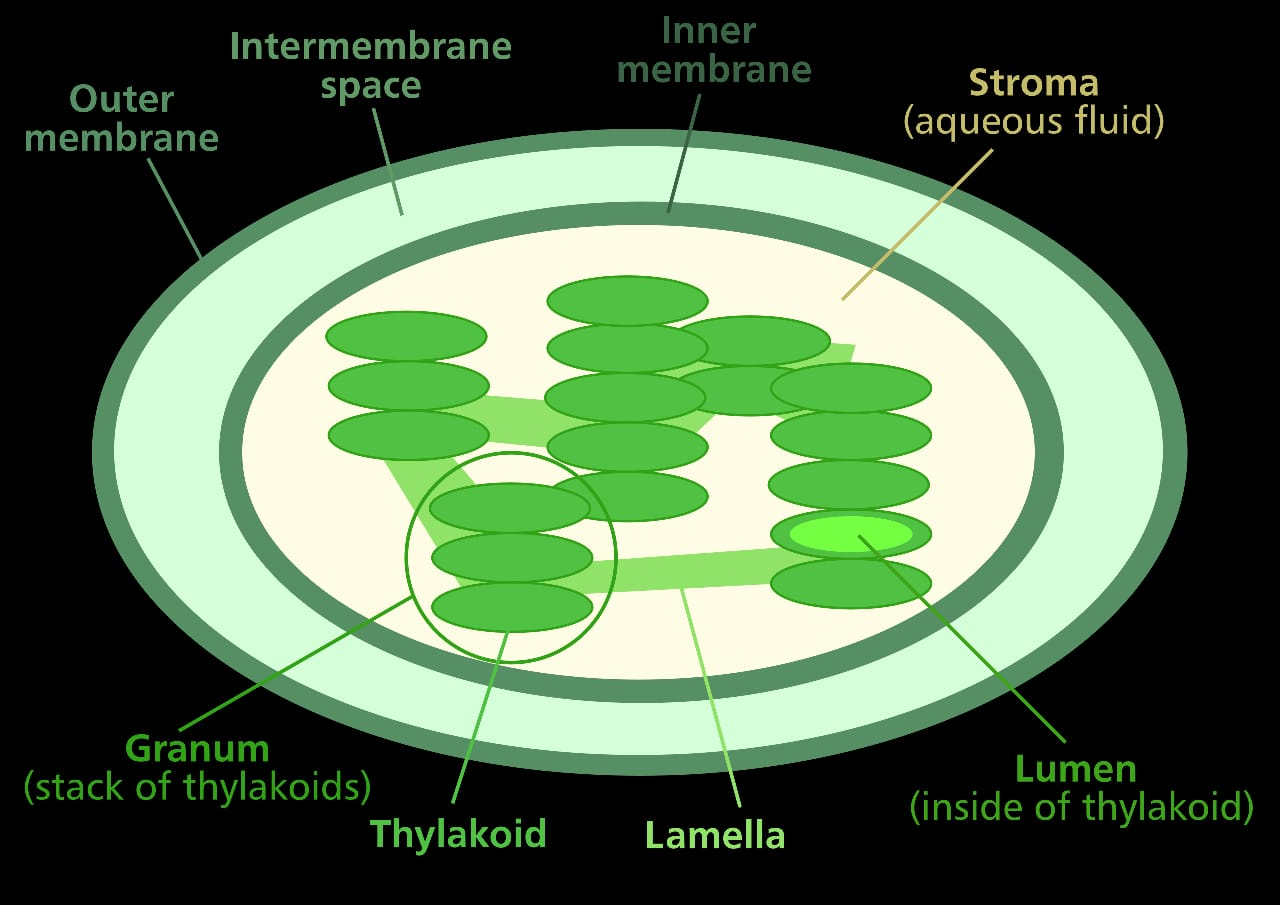 Outer
membrane
Intermembrane
space
Inner
membrane
Stroma
(aqueous fluid)
Granum
(stack of thylakoids)
Thylakoid
Lamella
Lumen
(inside of thylakoid)